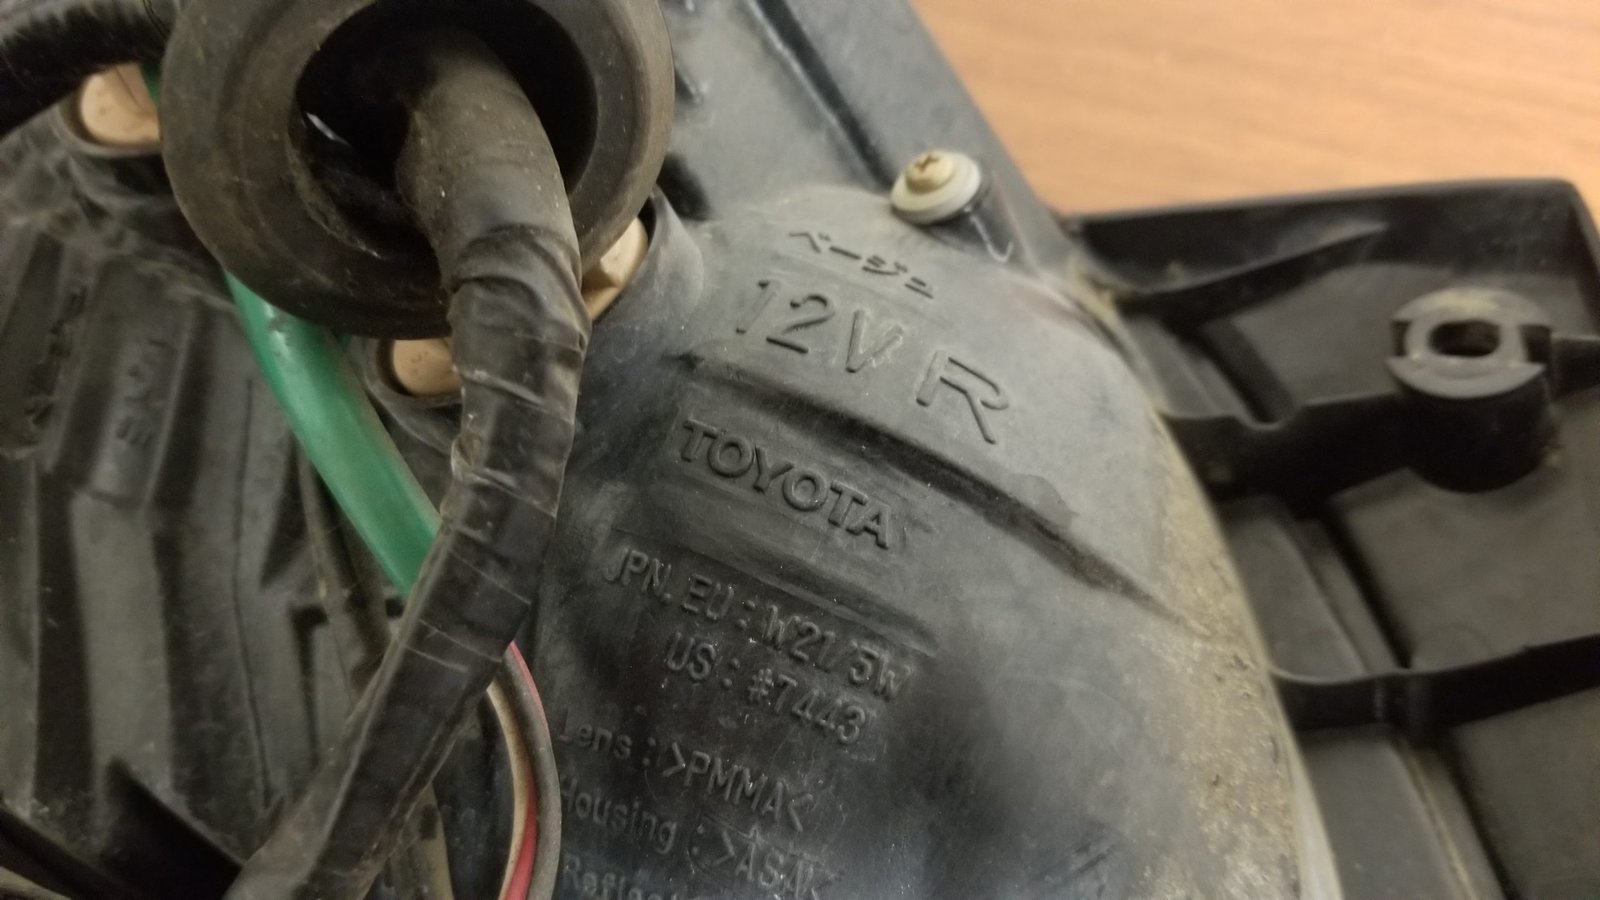 ベージュ
12V R
TOYOTA
JPN. EU : W21/5W
US : #7443
Lens : >PMMA<
Housing : >ASA<